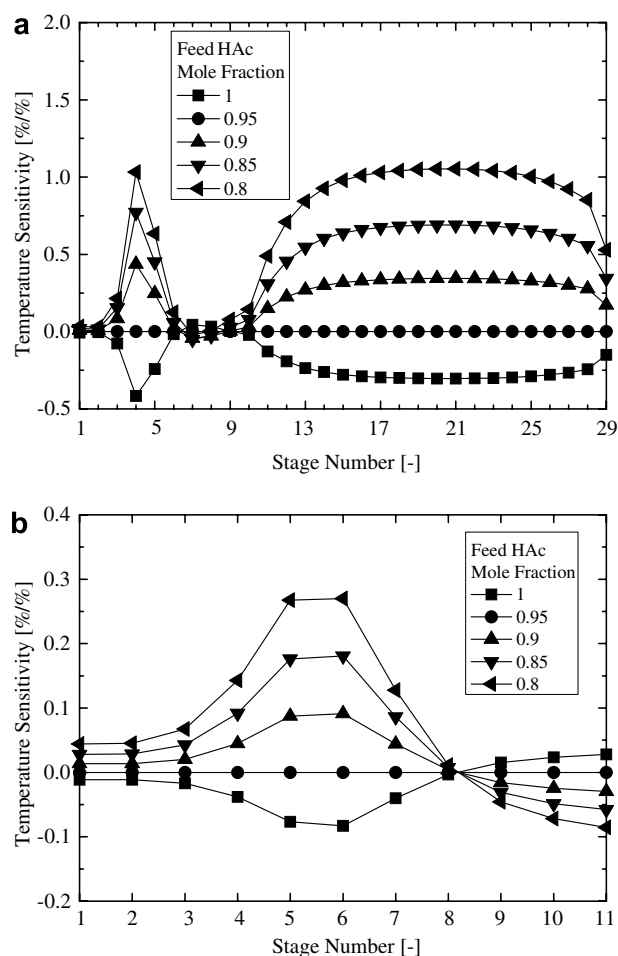 a
2.0
1.5
1.0
0.5
0.0
-0.5
Temperature Sensitivity [%/%]
Feed HAc
Mole Fraction
1
0.95
0.9
0.85
0.8
1 5 9 13 17 21 25 29
Stage Number [-]
b
0.4
0.3
0.2
0.1
0.0
-0.1
-0.2
Temperature Sensitivity [%/%]
Feed HAc
Mole Fraction
1
0.95
0.9
0.85
0.8
1 2 3 4 5 6 7 8 9 10 11
Stage Number [-]